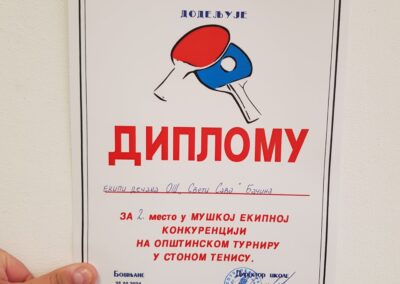 ДОДЕЉУЈЕ
ДИПЛОМУ
екипи дечака ОШ „Свети Сава" Бачина
ЗА 2. место у МУШКОЈ ЕКИПНОЈ
КОНКУРЕНЦИЈИ
НА ОПШТИНСКОМ ТУРНИРУ
У СТОНОМ ТЕНИСУ.
Бошњане
Директор школе